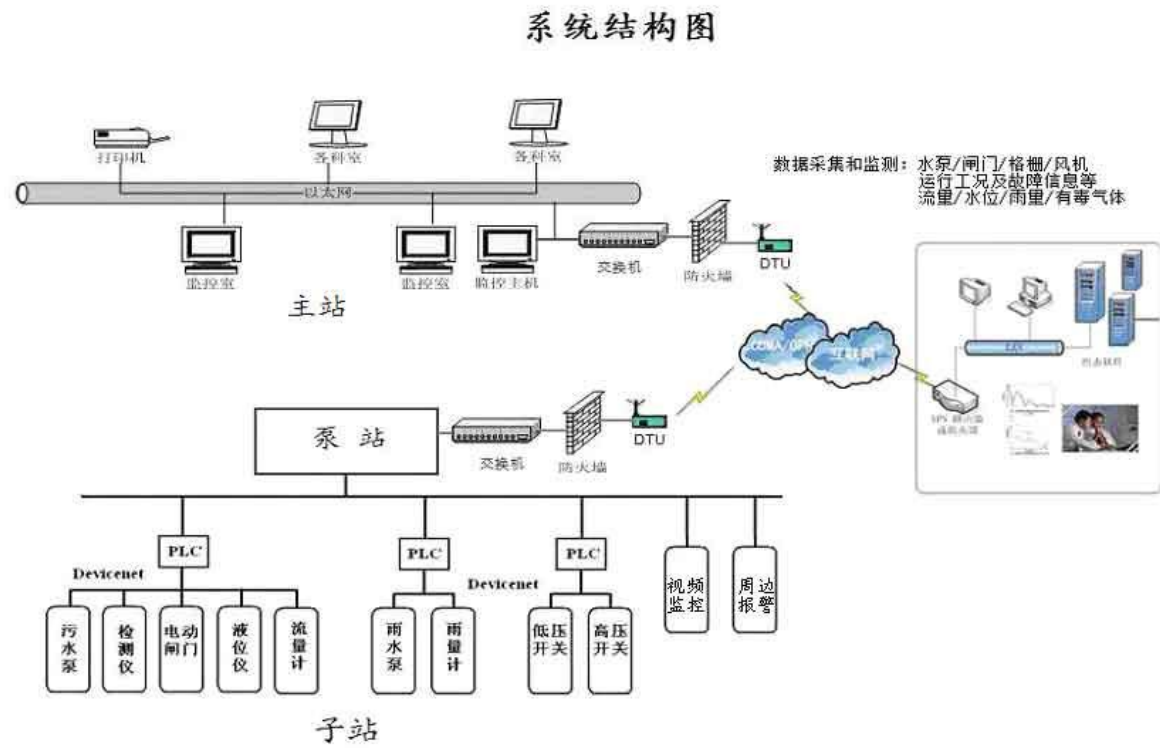 系统结构图
打印机
各科室
各科室
以太网
监控室
监控室
监控主机
交换机
防火墙
DTU
主站
数据采集和监测：水泵/闸门/格栅/风机
运行工况及故障信息等
流量/水位/雨量/有毒气体
互联网
泵站
交换机
防火墙
DTU
PLC
PLC
PLC
Devicenet
Devicenet
污水泵
检测仪
电动闸门
液位仪
流量计
雨水泵
雨量计
低压开关
高压开关
视频监控
周边报警
子站